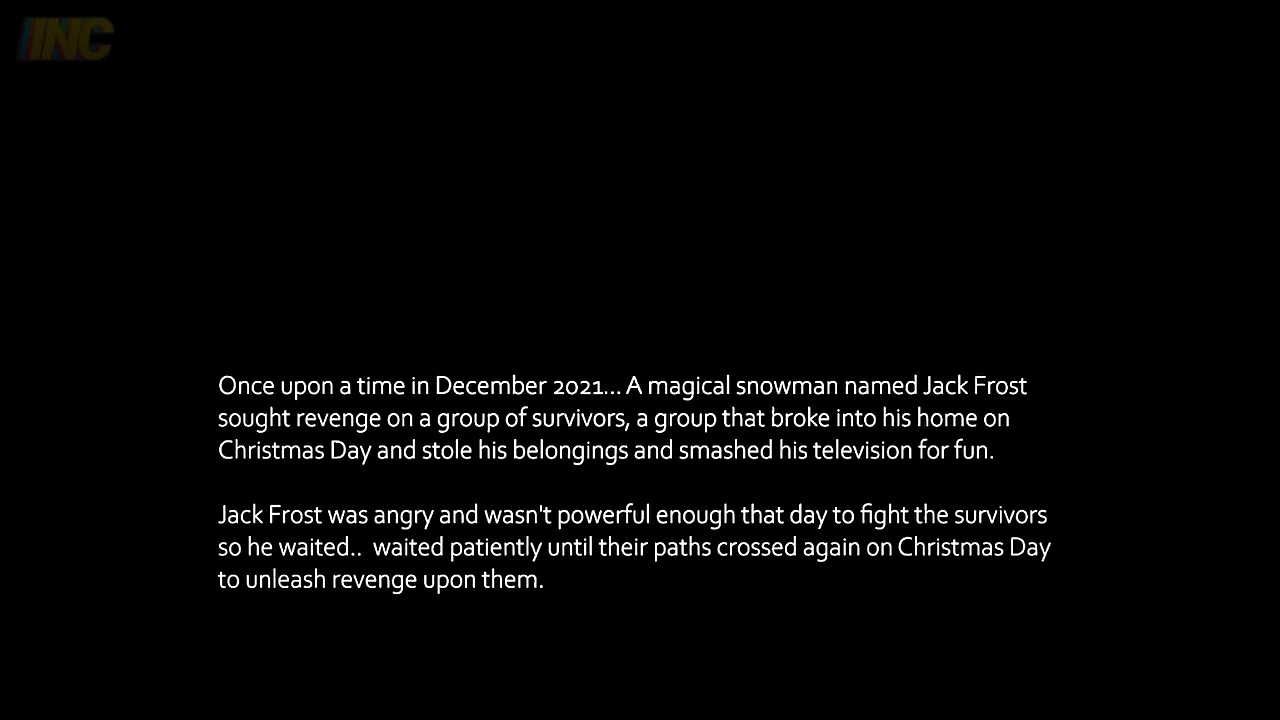 INC
Once upon a time in December 2021... A magical snowman named Jack Frost
sought revenge on a group of survivors, a group that broke into his home on
Christmas Day and stole his belongings and smashed his television for fun.
Jack Frost was angry and wasn't powerful enough that day to fight the survivors
so he waited..  waited patiently until their paths crossed again on Christmas Day
to unleash revenge upon them.